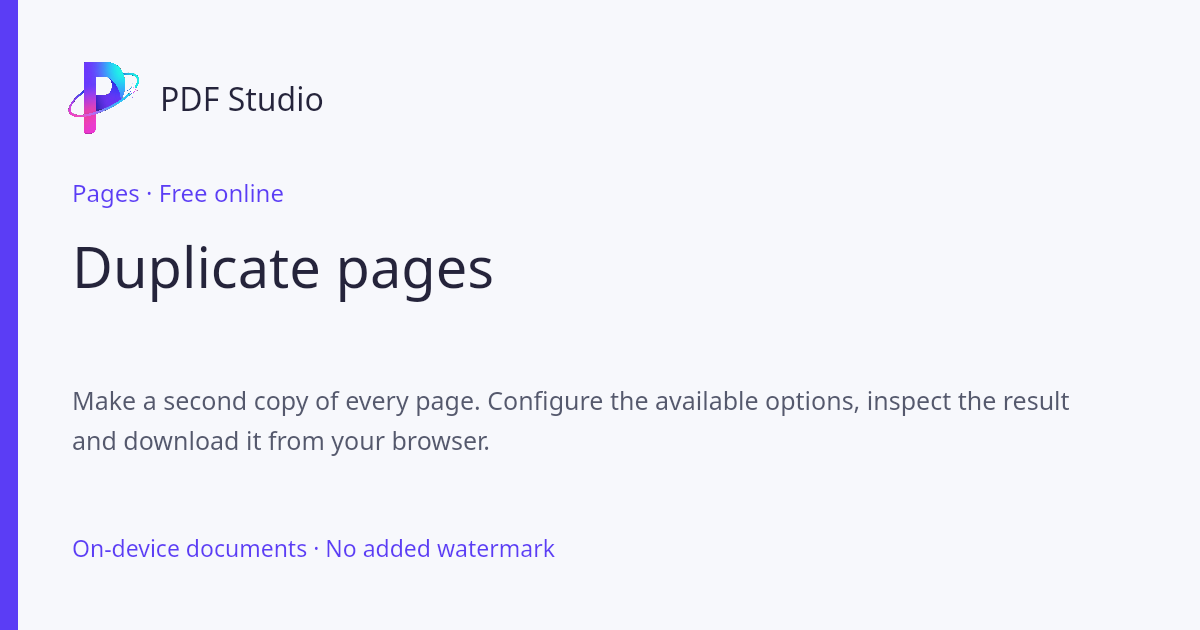 PDF Studio
Pages · Free online
Duplicate pages
Make a second copy of every page. Configure the available options, inspect the result
and download it from your browser.
On-device documents · No added watermark